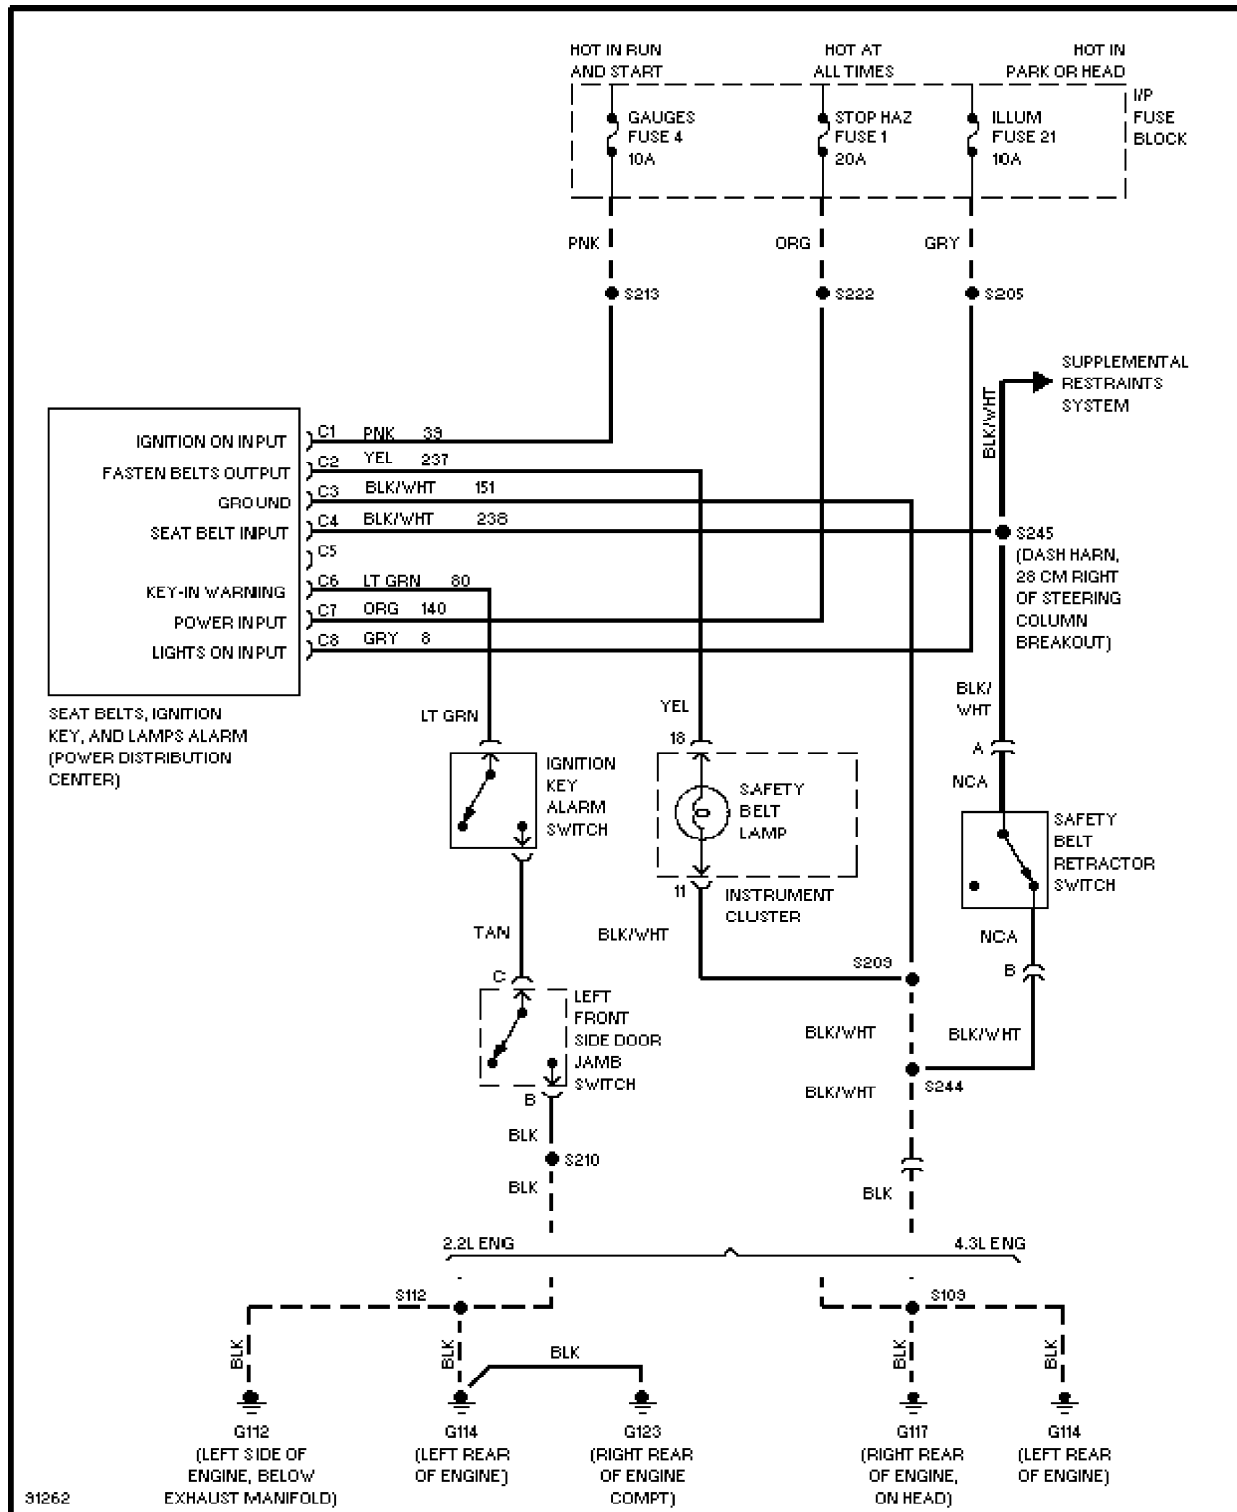 HOT IN RUN
AND START
HOT AT
ALL TIMES
HOT IN
PARK OR HEAD
I/P
FUSE
BLOCK
GAUGES
FUSE 4
10A
STOP HAZ
FUSE 1
20A
ILLUM
FUSE 21
10A
PNK
ORG
GRY
S213
S222
S205
SUPPLEMENTAL
RESTRAINTS
SYSTEM
BLK/WHT
IGNITION ON INPUT
C1 PNK 39
FASTEN BELTS OUTPUT
C2 YEL 237
GROUND
C3 BLK/WHT 151
SEAT BELT INPUT
C4 BLK/WHT 238
C5
KEY-IN WARNING
C6 LT GRN 80
POWER INPUT
C7 ORG 140
LIGHTS ON INPUT
C8 GRY 8
S245
(DASH HARN,
28 CM RIGHT
OF STEERING
COLUMN
BREAKOUT)
SEAT BELTS, IGNITION
KEY, AND LAMPS ALARM
(POWER DISTRIBUTION
CENTER)
LT GRN
YEL
18
BLK/
WHT
A
NCA
IGNITION
KEY
ALARM
SWITCH
SAFETY
BELT
LAMP
SAFETY
BELT
RETRACTOR
SWITCH
11
INSTRUMENT
CLUSTER
TAN
BLK/WHT
NCA
S209
B
C
LEFT
FRONT
SIDE DOOR
JAMB
SWITCH
BLK/WHT
BLK/WHT
S244
BLK/WHT
B
BLK
S210
BLK
BLK
2.2L ENG
4.3L ENG
S112
S109
BLK
BLK
BLK
BLK
BLK
G112
(LEFT SIDE OF
ENGINE, BELOW
EXHAUST MANIFOLD)
G114
(LEFT REAR
OF ENGINE)
G123
(RIGHT REAR
OF ENGINE
COMPT)
G117
(RIGHT REAR
OF ENGINE,
ON HEAD)
G114
(LEFT REAR
OF ENGINE)
91262